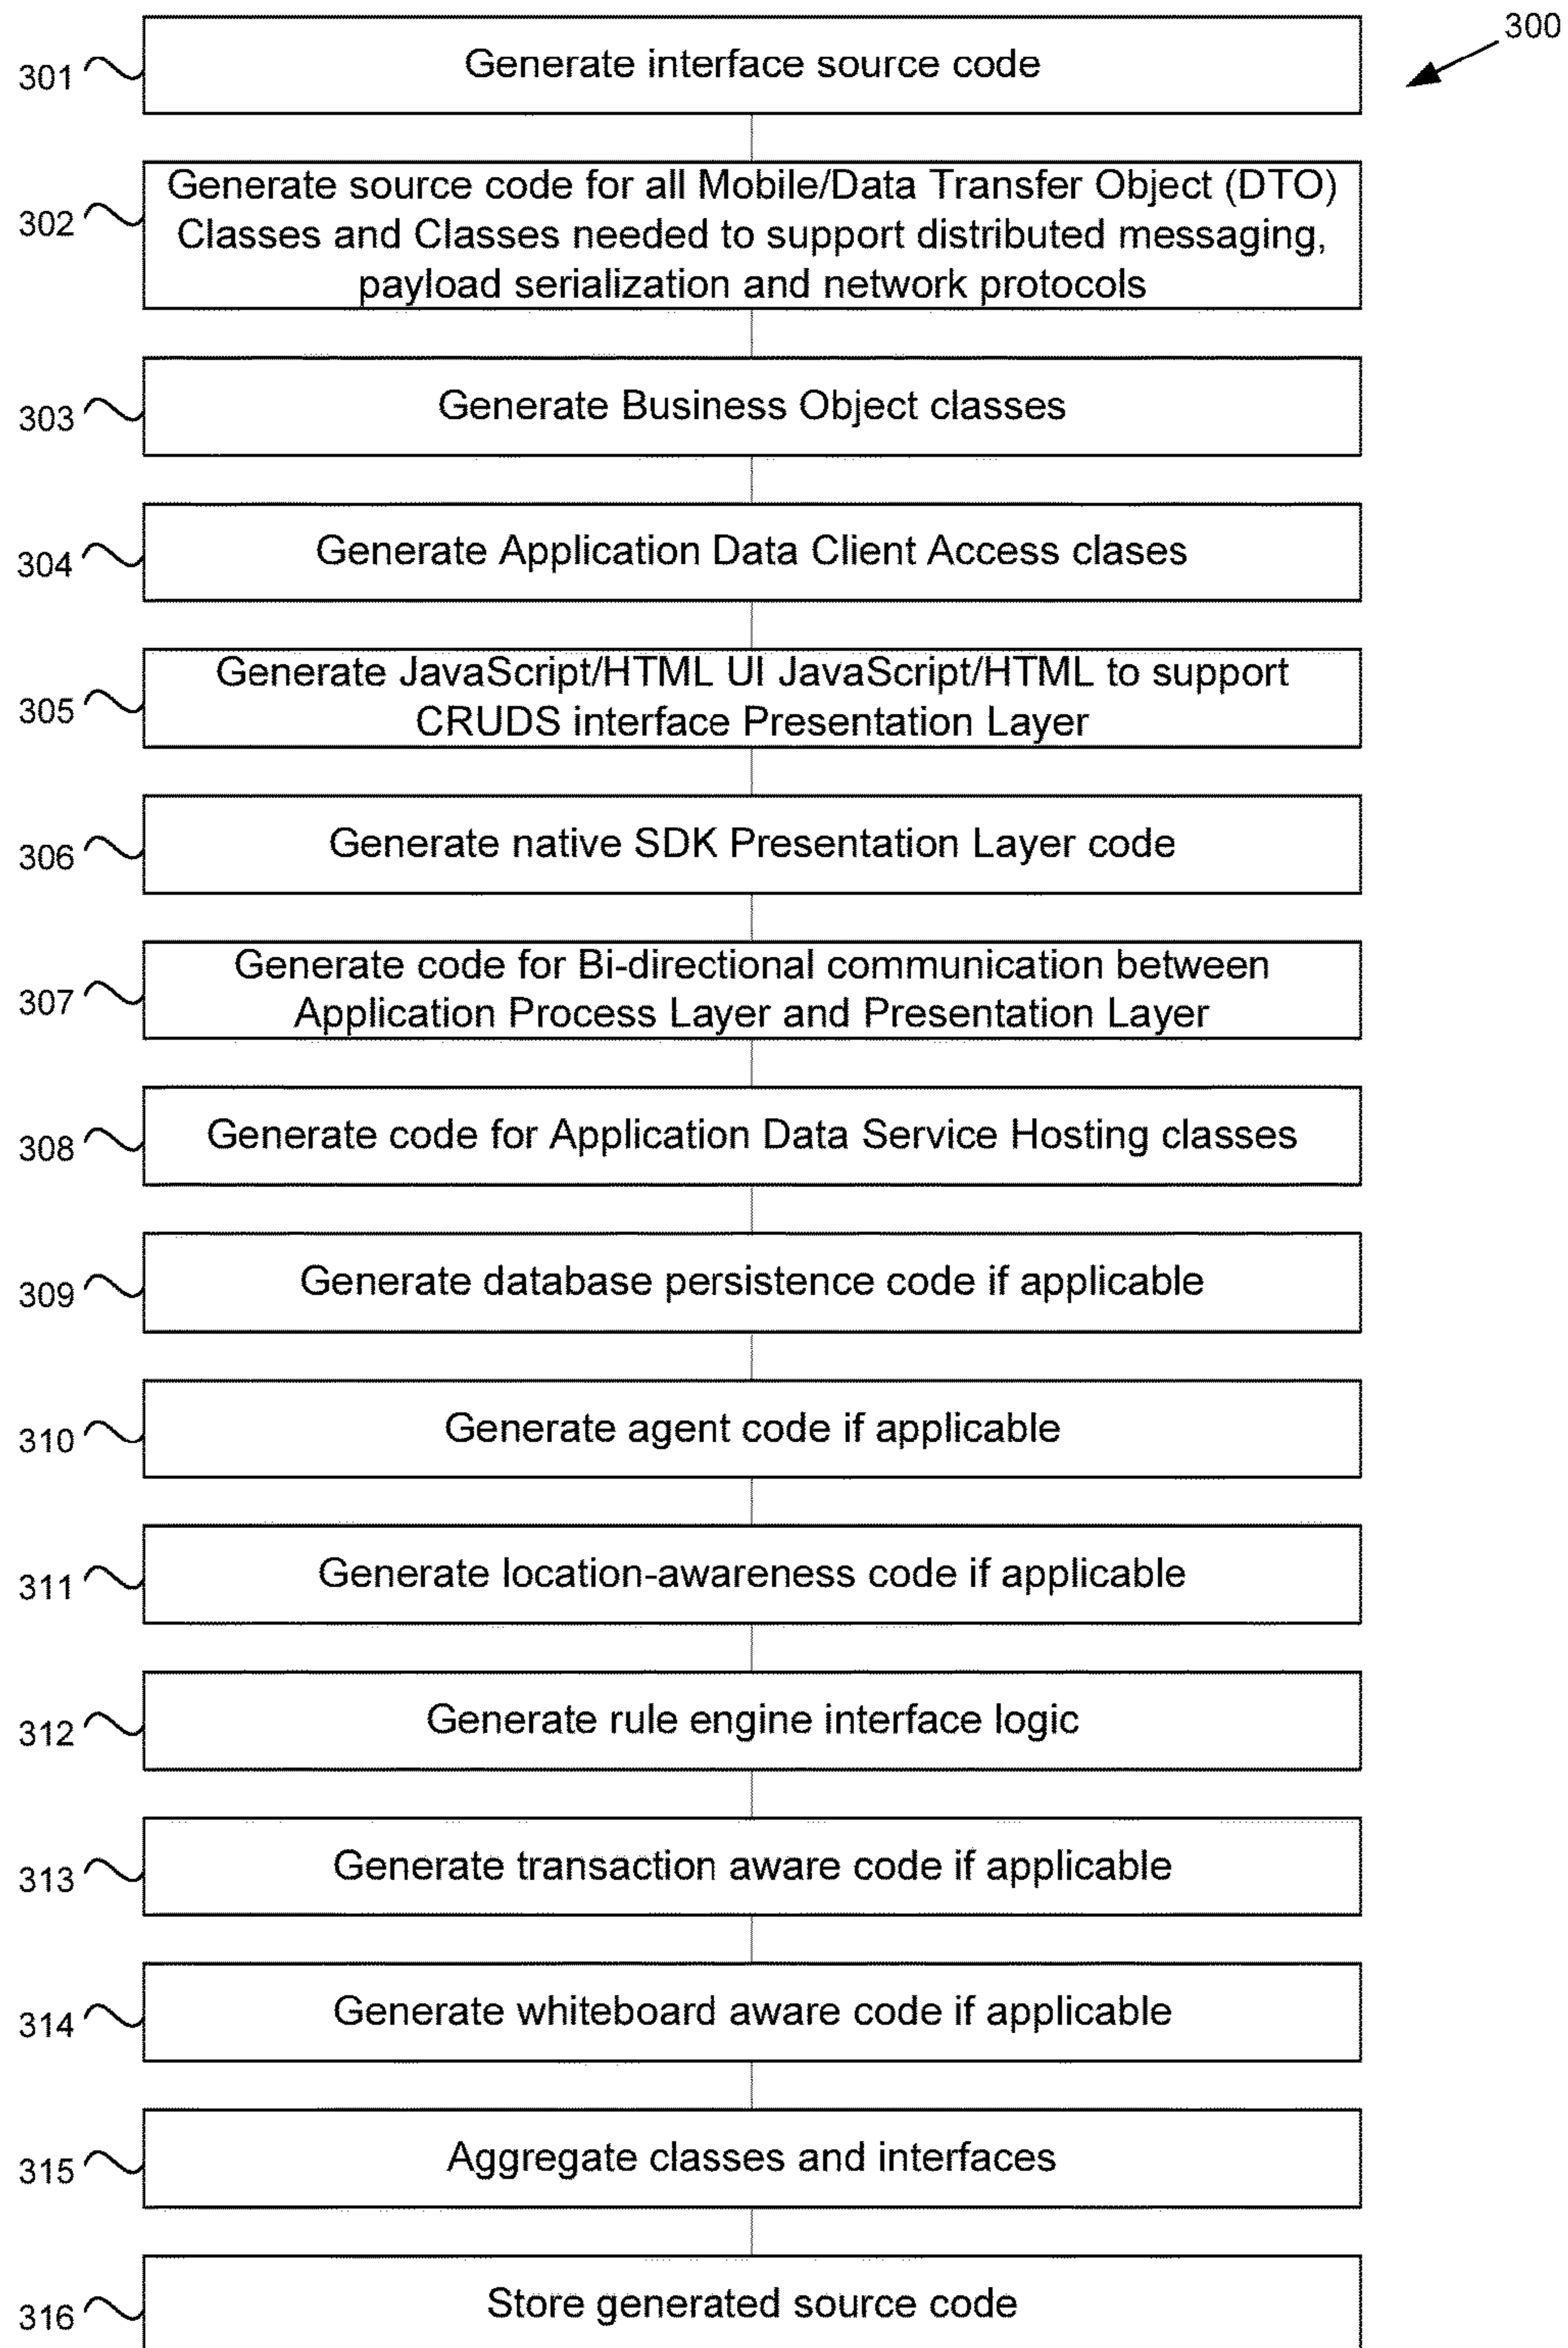 300
301
Generate interface source code
302
Generate source code for all Mobile/Data Transfer Object (DTO)
Classes and Classes needed to support distributed messaging,
payload serialization and network protocols
303
Generate Business Object classes
304
Generate Application Data Client Access clases
305
Generate JavaScript/HTML UI JavaScript/HTML to support
CRUDS interface Presentation Layer
306
Generate native SDK Presentation Layer code
307
Generate code for Bi-directional communication between
Application Process Layer and Presentation Layer
308
Generate code for Application Data Service Hosting classes
309
Generate database persistence code if applicable
310
Generate agent code if applicable
311
Generate location-awareness code if applicable
312
Generate rule engine interface logic
313
Generate transaction aware code if applicable
314
Generate whiteboard aware code if applicable
315
Aggregate classes and interfaces
316
Store generated source code